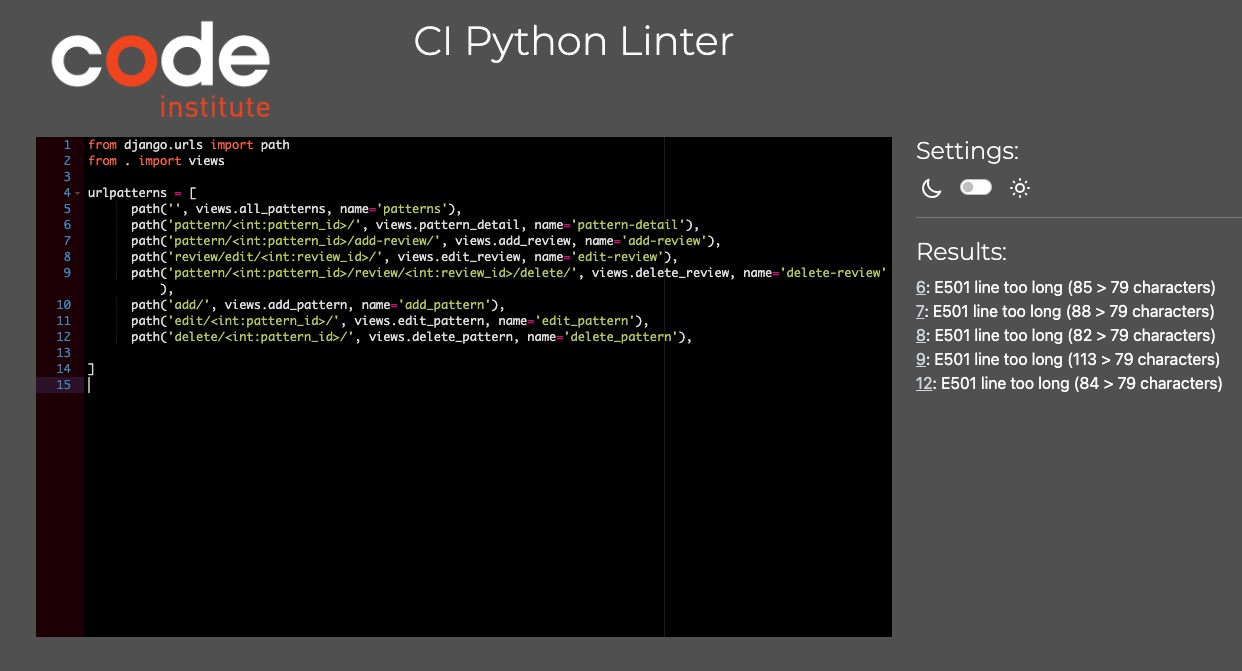 code
institute
CI Python Linter
1 from django.urls import path
2 from . import views
3
4 urlpatterns = [
5 path('', views.all_patterns, name='patterns'),
6 path('pattern/<int:pattern_id>/', views.pattern_detail, name='pattern-detail'),
7 path('pattern/<int:pattern_id>/add-review/', views.add_review, name='add-review'),
8 path('review/edit/<int:review_id>/', views.edit_review, name='edit-review'),
9 path('pattern/<int:pattern_id>/review/<int:review_id>/delete/', views.delete_review, name='delete-review'
),
10 path('add/', views.add_pattern, name='add_pattern'),
11 path('edit/<int:pattern_id>/', views.edit_pattern, name='edit_pattern'),
12 path('delete/<int:pattern_id>/', views.delete_pattern, name='delete_pattern'),
13
14 ]
15
Settings:
Results:
6: E501 line too long (85 > 79 characters)
7: E501 line too long (88 > 79 characters)
8: E501 line too long (82 > 79 characters)
9: E501 line too long (113 > 79 characters)
12: E501 line too long (84 > 79 characters)